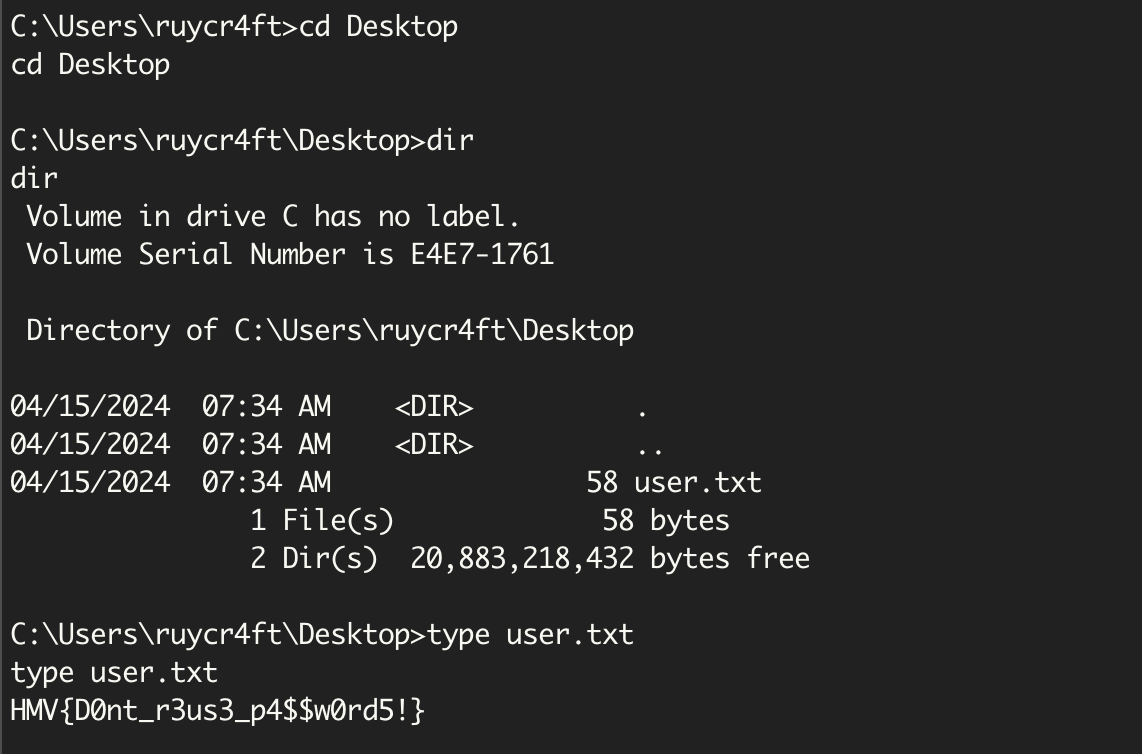 C:\Users\ruycr4ft>cd Desktop
cd Desktop

C:\Users\ruycr4ft\Desktop>dir
dir
 Volume in drive C has no label.
 Volume Serial Number is E4E7-1761

 Directory of C:\Users\ruycr4ft\Desktop

04/15/2024  07:34 AM    <DIR>          .
04/15/2024  07:34 AM    <DIR>          ..
04/15/2024  07:34 AM                58 user.txt
               1 File(s)             58 bytes
               2 Dir(s)  20,883,218,432 bytes free

C:\Users\ruycr4ft\Desktop>type user.txt
type user.txt
HMV{D0nt_r3us3_p4$$w0rd5!}